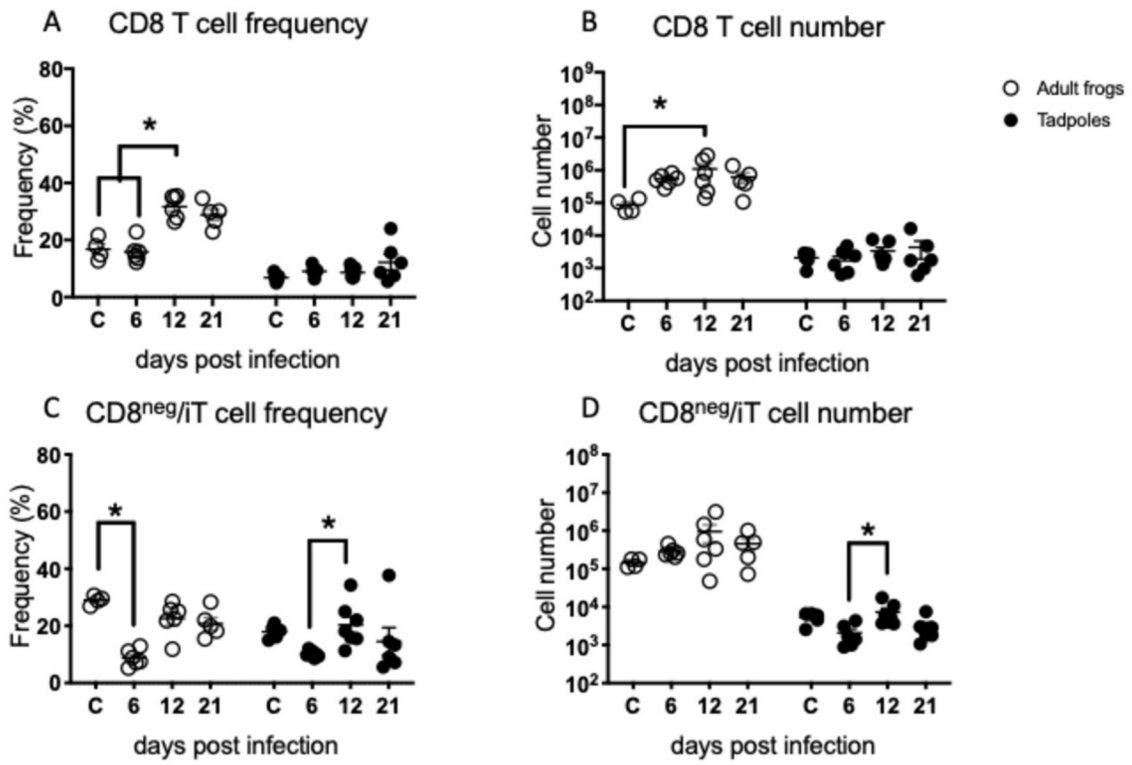 A CD8 T cell frequency
Frequency (%)
80
60
40
20
0
*
C 6 12 21 C 6 12 21
days post infection
B CD8 T cell number
Cell number
10⁹
10⁸
10⁷
10⁶
10⁵
10⁴
10³
10²
*
C 6 12 21 C 6 12 21
days post infection
Adult frogs
Tadpoles
C CD8ⁿᵉᵍ/iT cell frequency
Frequency (%)
80
60
40
20
0
* *
C 6 12 21 C 6 12 21
days post infection
D CD8ⁿᵉᵍ/iT cell number
Cell number
10⁸
10⁷
10⁶
10⁵
10⁴
10³
10²
*
C 6 12 21 C 6 12 21
days post infection